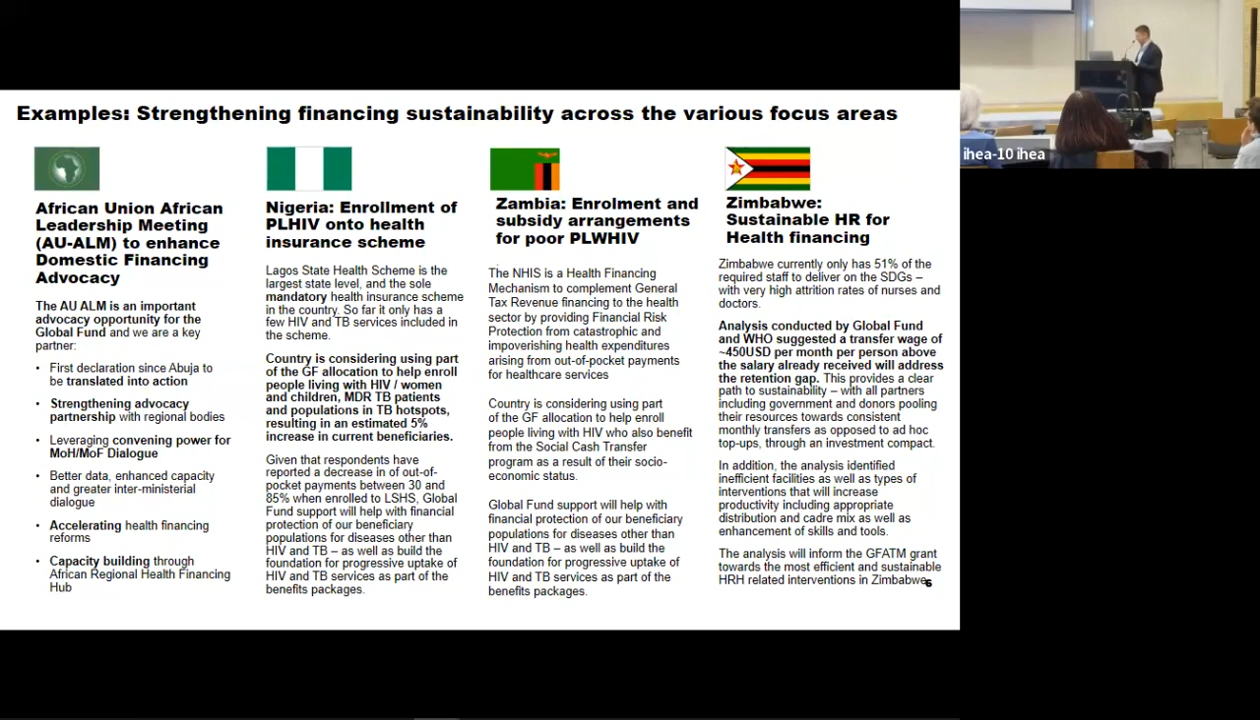 Examples: Strengthening financing sustainability across the various focus areas
African Union African
Leadership Meeting
(AU-ALM) to enhance
Domestic Financing
Advocacy
The AU ALM is an important
advocacy opportunity for the
Global Fund and we are a key
partner:
• First declaration since Abuja to
be translated into action
• Strengthening advocacy
partnership with regional bodies
• Leveraging convening power for
MoH/MoF Dialogue
• Better data, enhanced capacity
and greater inter-ministerial
dialogue
• Accelerating health financing
reforms
• Capacity building through
African Regional Health Financing
Hub
Nigeria: Enrollment of
PLHIV onto health
insurance scheme
Lagos State Health Scheme is the
largest state level, and the sole
mandatory health insurance scheme
in the country. So far it only has a
few HIV and TB services included in
the scheme.
Country is considering using part
of the GF allocation to help enroll
people living with HIV / women
and children, MDR TB patients
and populations in TB hotspots,
resulting in an estimated 5%
increase in current beneficiaries.
Given that respondents have
reported a decrease in of out-of-
pocket payments between 30 and
85% when enrolled to LSHS, Global
Fund support will help with financial
protection of our beneficiary
populations for diseases other than
HIV and TB – as well as build the
foundation for progressive uptake of
HIV and TB services as part of the
benefits packages.
Zambia: Enrolment and
subsidy arrangements
for poor PLWHIV
The NHIS is a Health Financing
Mechanism to complement General
Tax Revenue financing to the health
sector by providing Financial Risk
Protection from catastrophic and
impoverishing health expenditures
arising from out-of-pocket payments
for healthcare services
Country is considering using part
of the GF allocation to help enroll
people living with HIV who also benefit
from the Social Cash Transfer
program as a result of their socio-
economic status.
Global Fund support will help with
financial protection of our beneficiary
populations for diseases other than
HIV and TB – as well as build the
foundation for progressive uptake of
HIV and TB services as part of the
benefits packages.
Zimbabwe:
Sustainable HR for
Health financing
Zimbabwe currently only has 51% of the
required staff to deliver on the SDGs –
with very high attrition rates of nurses and
doctors.
Analysis conducted by Global Fund
and WHO suggested a transfer wage of
~450USD per month per person above
the salary already received will address
the retention gap. This provides a clear
path to sustainability – with all partners
including government and donors pooling
their resources towards consistent
monthly transfers as opposed to ad hoc
top-ups, through an investment compact.
In addition, the analysis identified
inefficient facilities as well as types of
interventions that will increase
productivity including appropriate
distribution and cadre mix as well as
enhancement of skills and tools.
The analysis will inform the GFATM grant
towards the most efficient and sustainable
HRH related interventions in Zimbabwe.
6
ihea-10 ihea